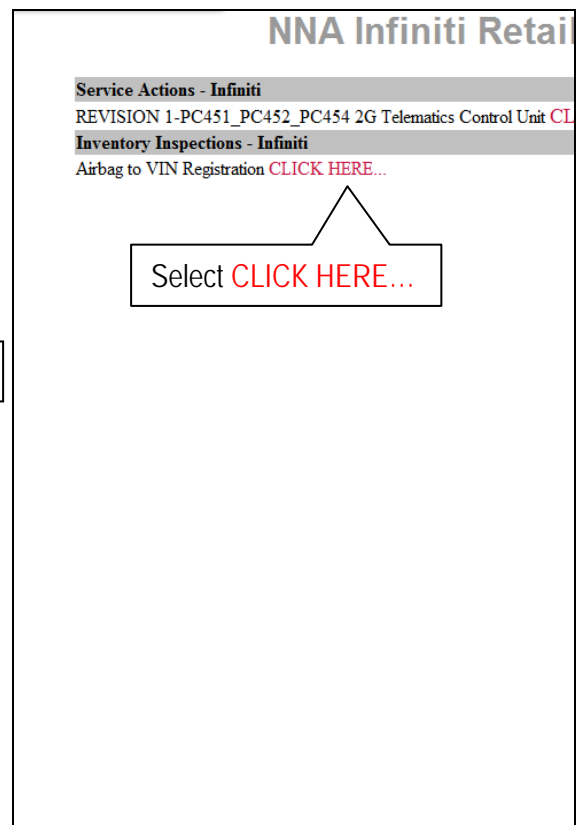 NNA Infiniti Retail
Service Actions - Infiniti
REVISION 1-PC451_PC452_PC454 2G Telematics Control Unit CL
Inventory Inspections - Infiniti
Airbag to VIN Registration CLICK HERE...
Select CLICK HERE...